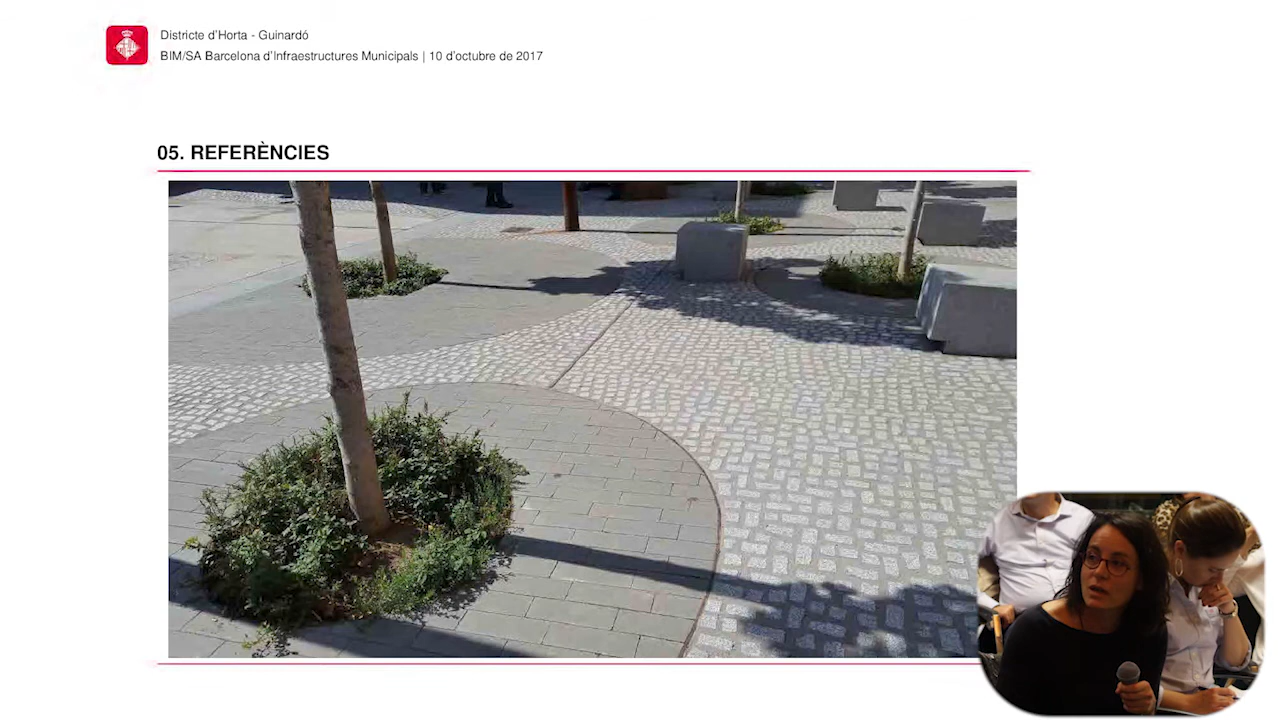 Districte d'Horta - Guinardó
BIM/SA Barcelona d'Infraestructures Municipals | 10 d'octubre de 2017
05. REFERÈNCIES